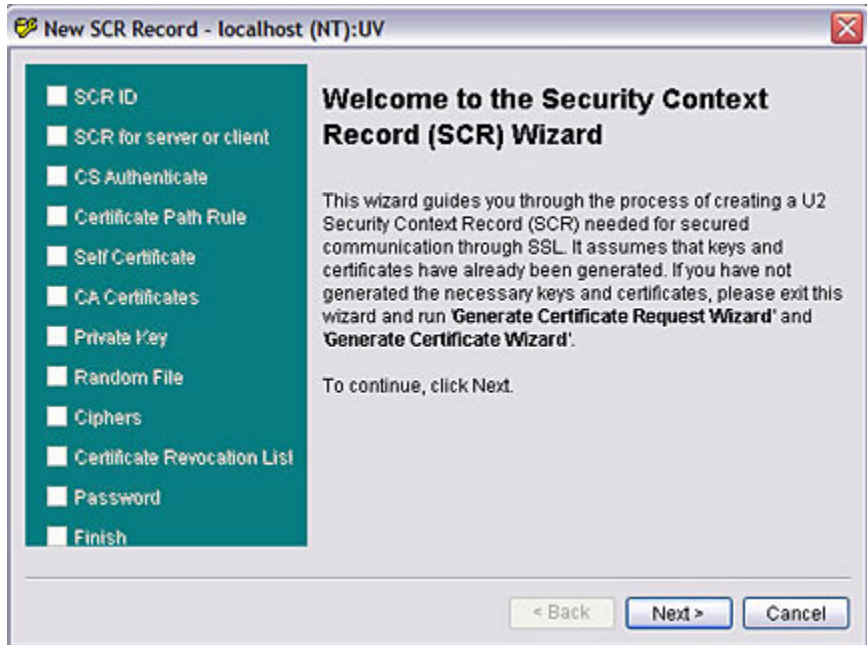 New SCR Record - localhost (NT):UV
SCR ID
SCR for server or client
CS Authenticate
Certificate Path Rule
Self Certificate
CA Certificates
Private Key
Random File
Ciphers
Certificate Revocation List
Password
Finish
Welcome to the Security Context
Record (SCR) Wizard
This wizard guides you through the process of creating a U2
Security Context Record (SCR) needed for secured
communication through SSL. It assumes that keys and
certificates have already been generated. If you have not
generated the necessary keys and certificates, please exit this
wizard and run 'Generate Certificate Request Wizard' and
'Generate Certificate Wizard'.
To continue, click Next.
< Back
Next >
Cancel